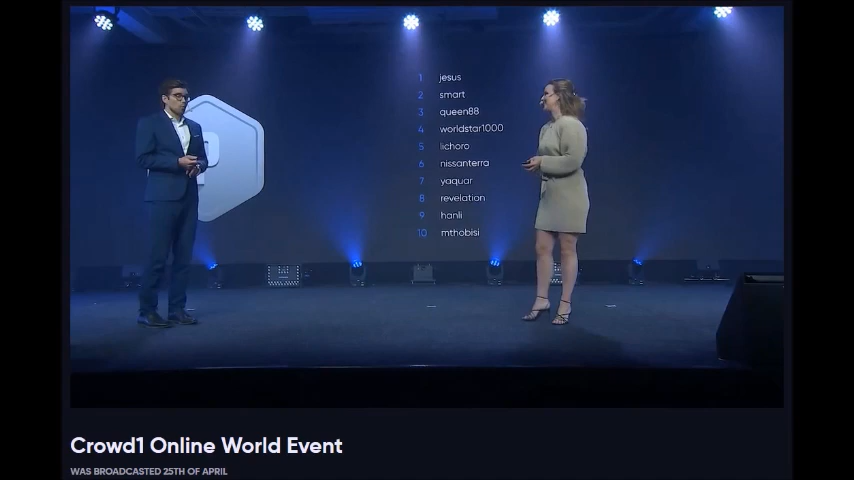 1 jesus
2 smart
3 queen88
4 worldstar1000
5 lichoro
6 nissanterra
7 yaquar
8 revelation
9 hanli
10 mthobisi
Crowd1 Online World Event
WAS BROADCASTED 25TH OF APRIL